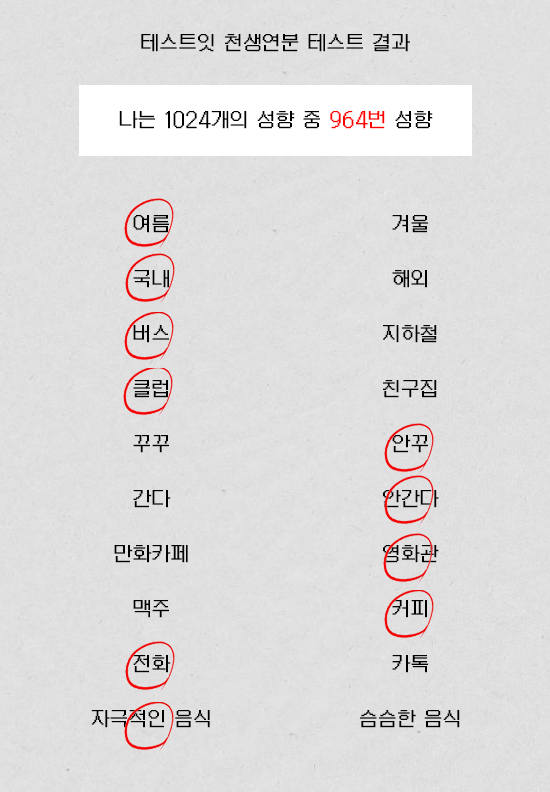 테스트잇 천생연분 테스트 결과
나는 1024개의 성향 중 964번 성향
여름 겨울
국내 해외
버스 지하철
클럽 친구집
꾸꾸 안꾸
간다 안간다
만화카페 영화관
맥주 커피
전화 카톡
자극적인 음식 슴슴한 음식